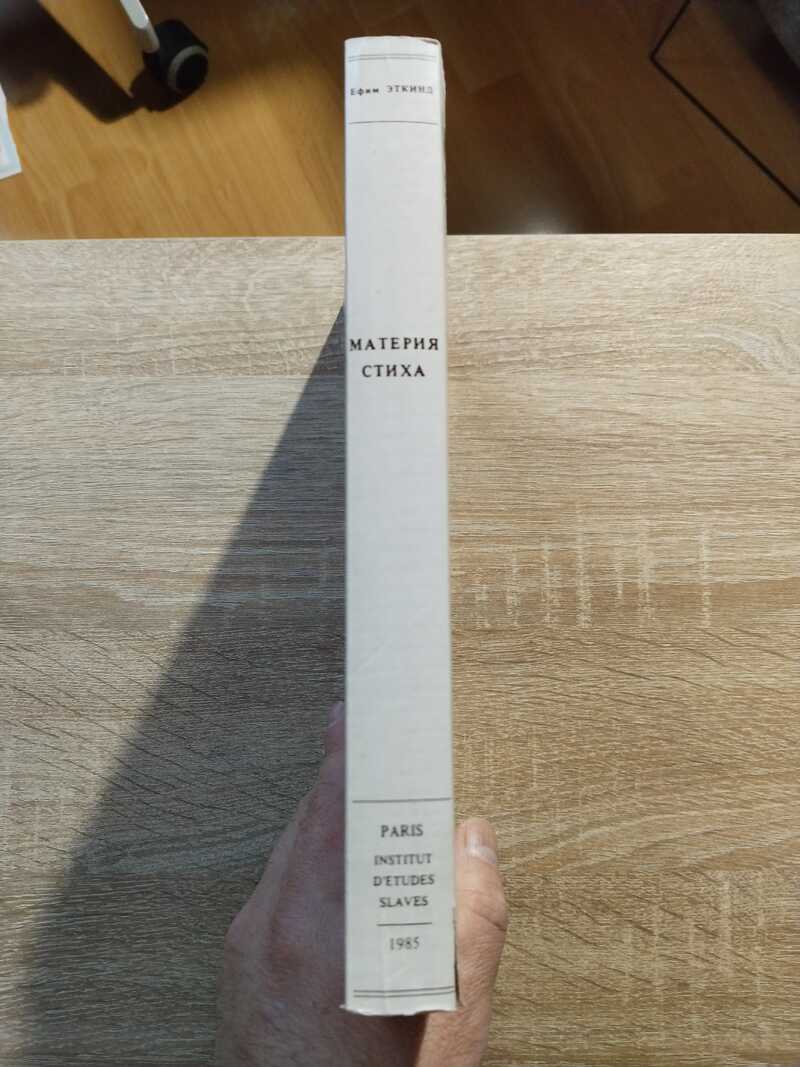 Ефим ЭТКИНД
МАТЕРИЯ
СТИХА
PARIS
INSTITUT
D'ETUDES
SLAVES
1985